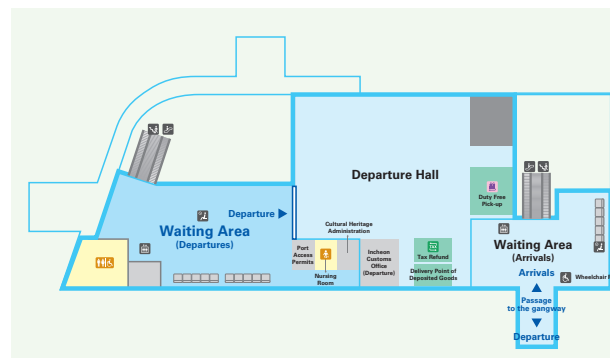 Departure Hall
Duty Free
Pick-up
Departure
Waiting Area
(Departures)
Cultural Heritage
Administration
Port
Access
Permits
Nursing
Room
Incheon
Customs
Office
(Departure)
Tax Refund
Delivery Point of
Deposited Goods
Waiting Area
(Arrivals)
Arrivals
Wheelchair
Passage
to the gangway
Departure